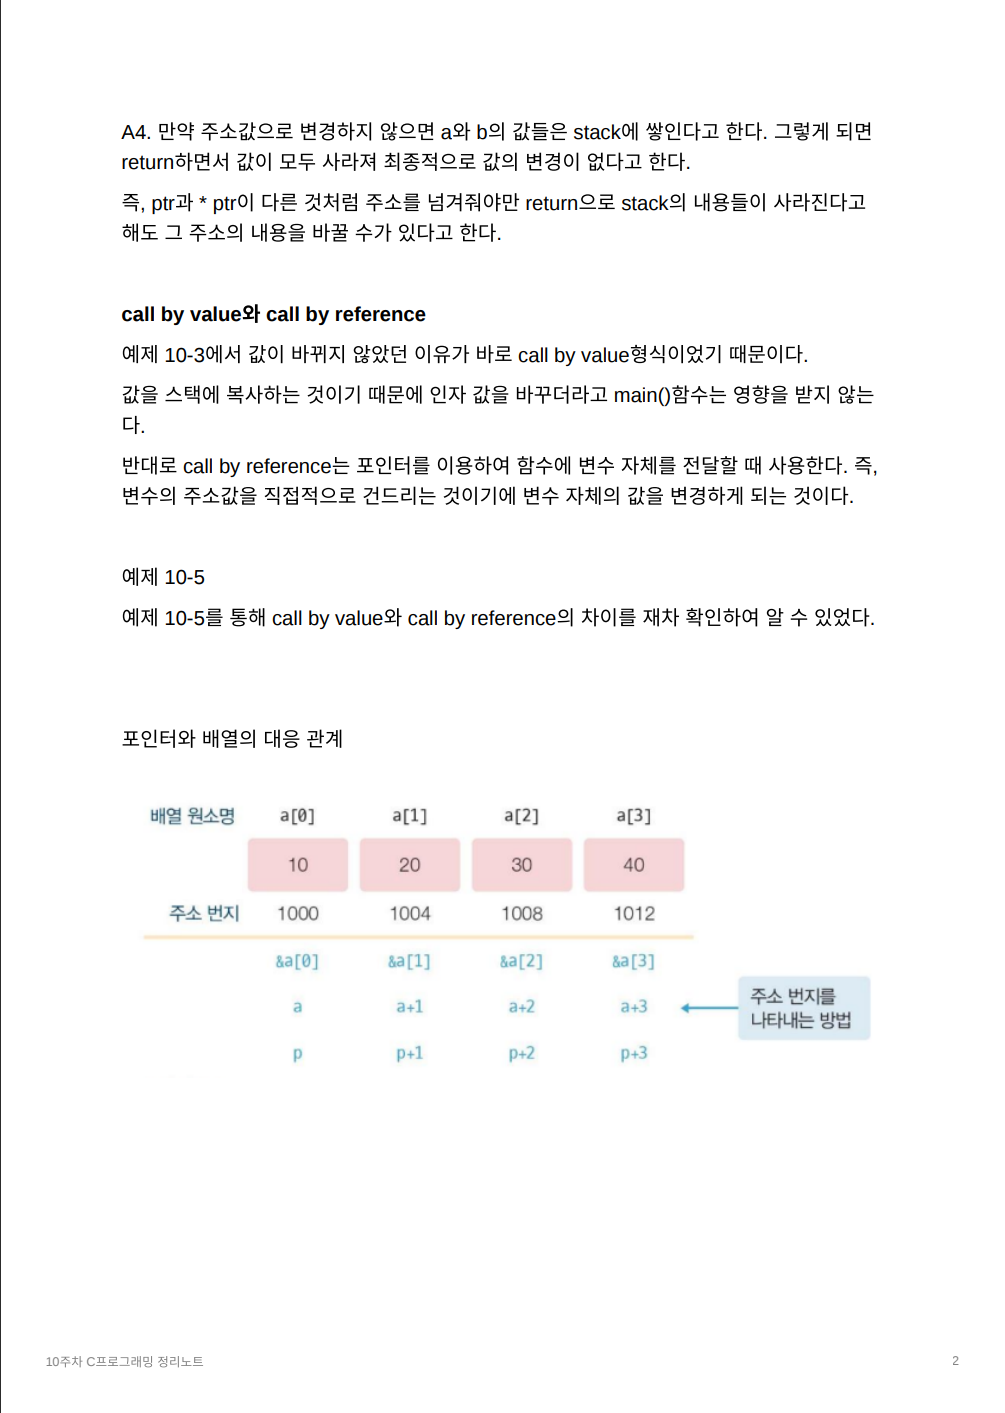 A4. 만약 주소값으로 변경하지 않으면 a와 b의 값들은 stack에 쌓인다고 한다. 그렇게 되면
return하면서 값이 모두 사라져 최종적으로 값의 변경이 없다고 한다.
즉, ptr과 * ptr이 다른 것처럼 주소를 넘겨줘야만 return으로 stack의 내용들이 사라진다고
해도 그 주소의 내용을 바꿀 수가 있다고 한다.
call by value와 call by reference
예제 10-3에서 값이 바뀌지 않았던 이유가 바로 call by value형식이었기 때문이다.
값을 스택에 복사하는 것이기 때문에 인자 값을 바꾸더라고 main()함수는 영향을 받지 않는
다.
반대로 call by reference는 포인터를 이용하여 함수에 변수 자체를 전달할 때 사용한다. 즉,
변수의 주소값을 직접적으로 건드리는 것이기에 변수 자체의 값을 변경하게 되는 것이다.
예제 10-5
예제 10-5를 통해 call by value와 call by reference의 차이를 재차 확인하여 알 수 있었다.
포인터와 배열의 대응 관계
배열 원소명 a[0] a[1] a[2] a[3]
10 20 30 40
주소 번지 1000 1004 1008 1012
&a[0] &a[1] &a[2] &a[3]
a a+1 a+2 a+3
주소 번지를
나타내는 방법
p p+1 p+2 p+3
10주차 C프로그래밍 정리노트 2